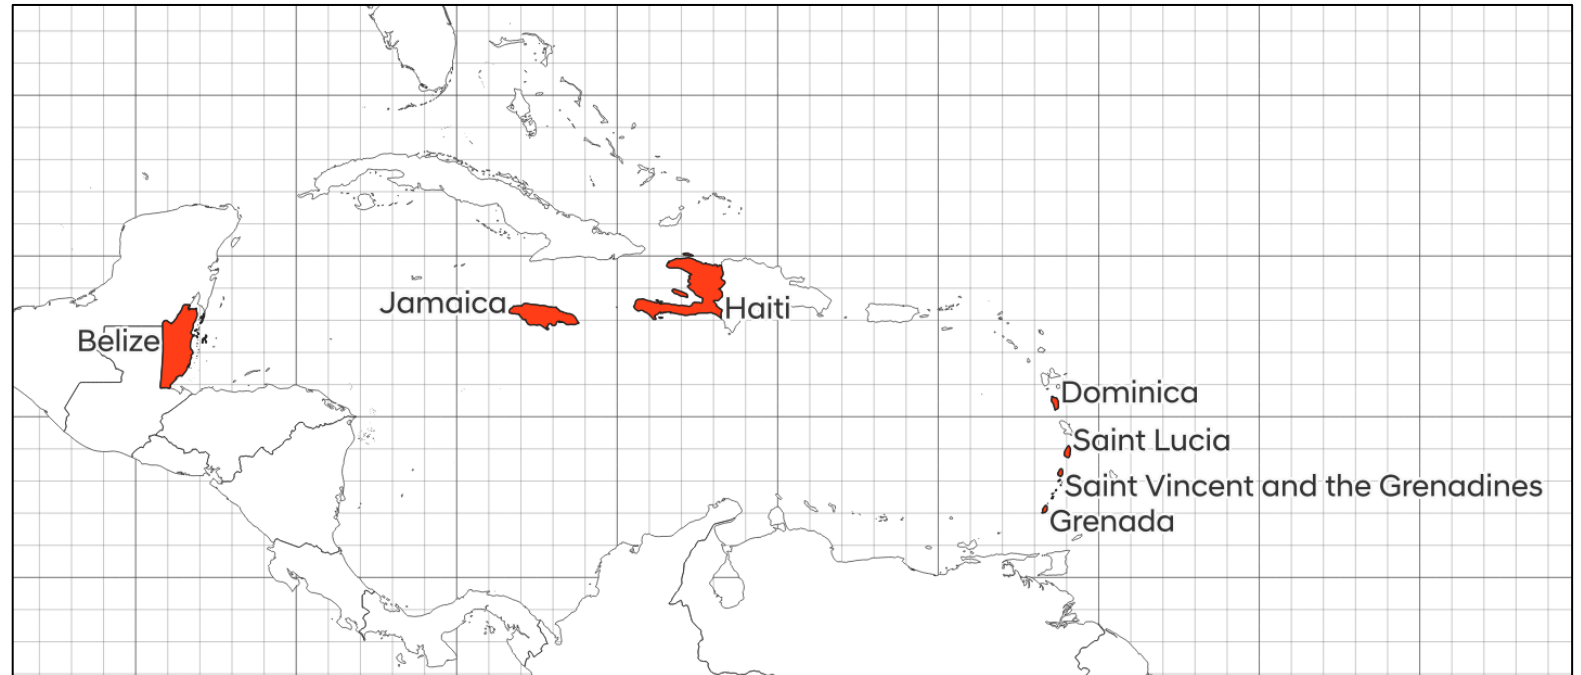 Jamaica
Haiti
Belize
Dominica
Saint Lucia
Saint Vincent and the Grenadines
Grenada